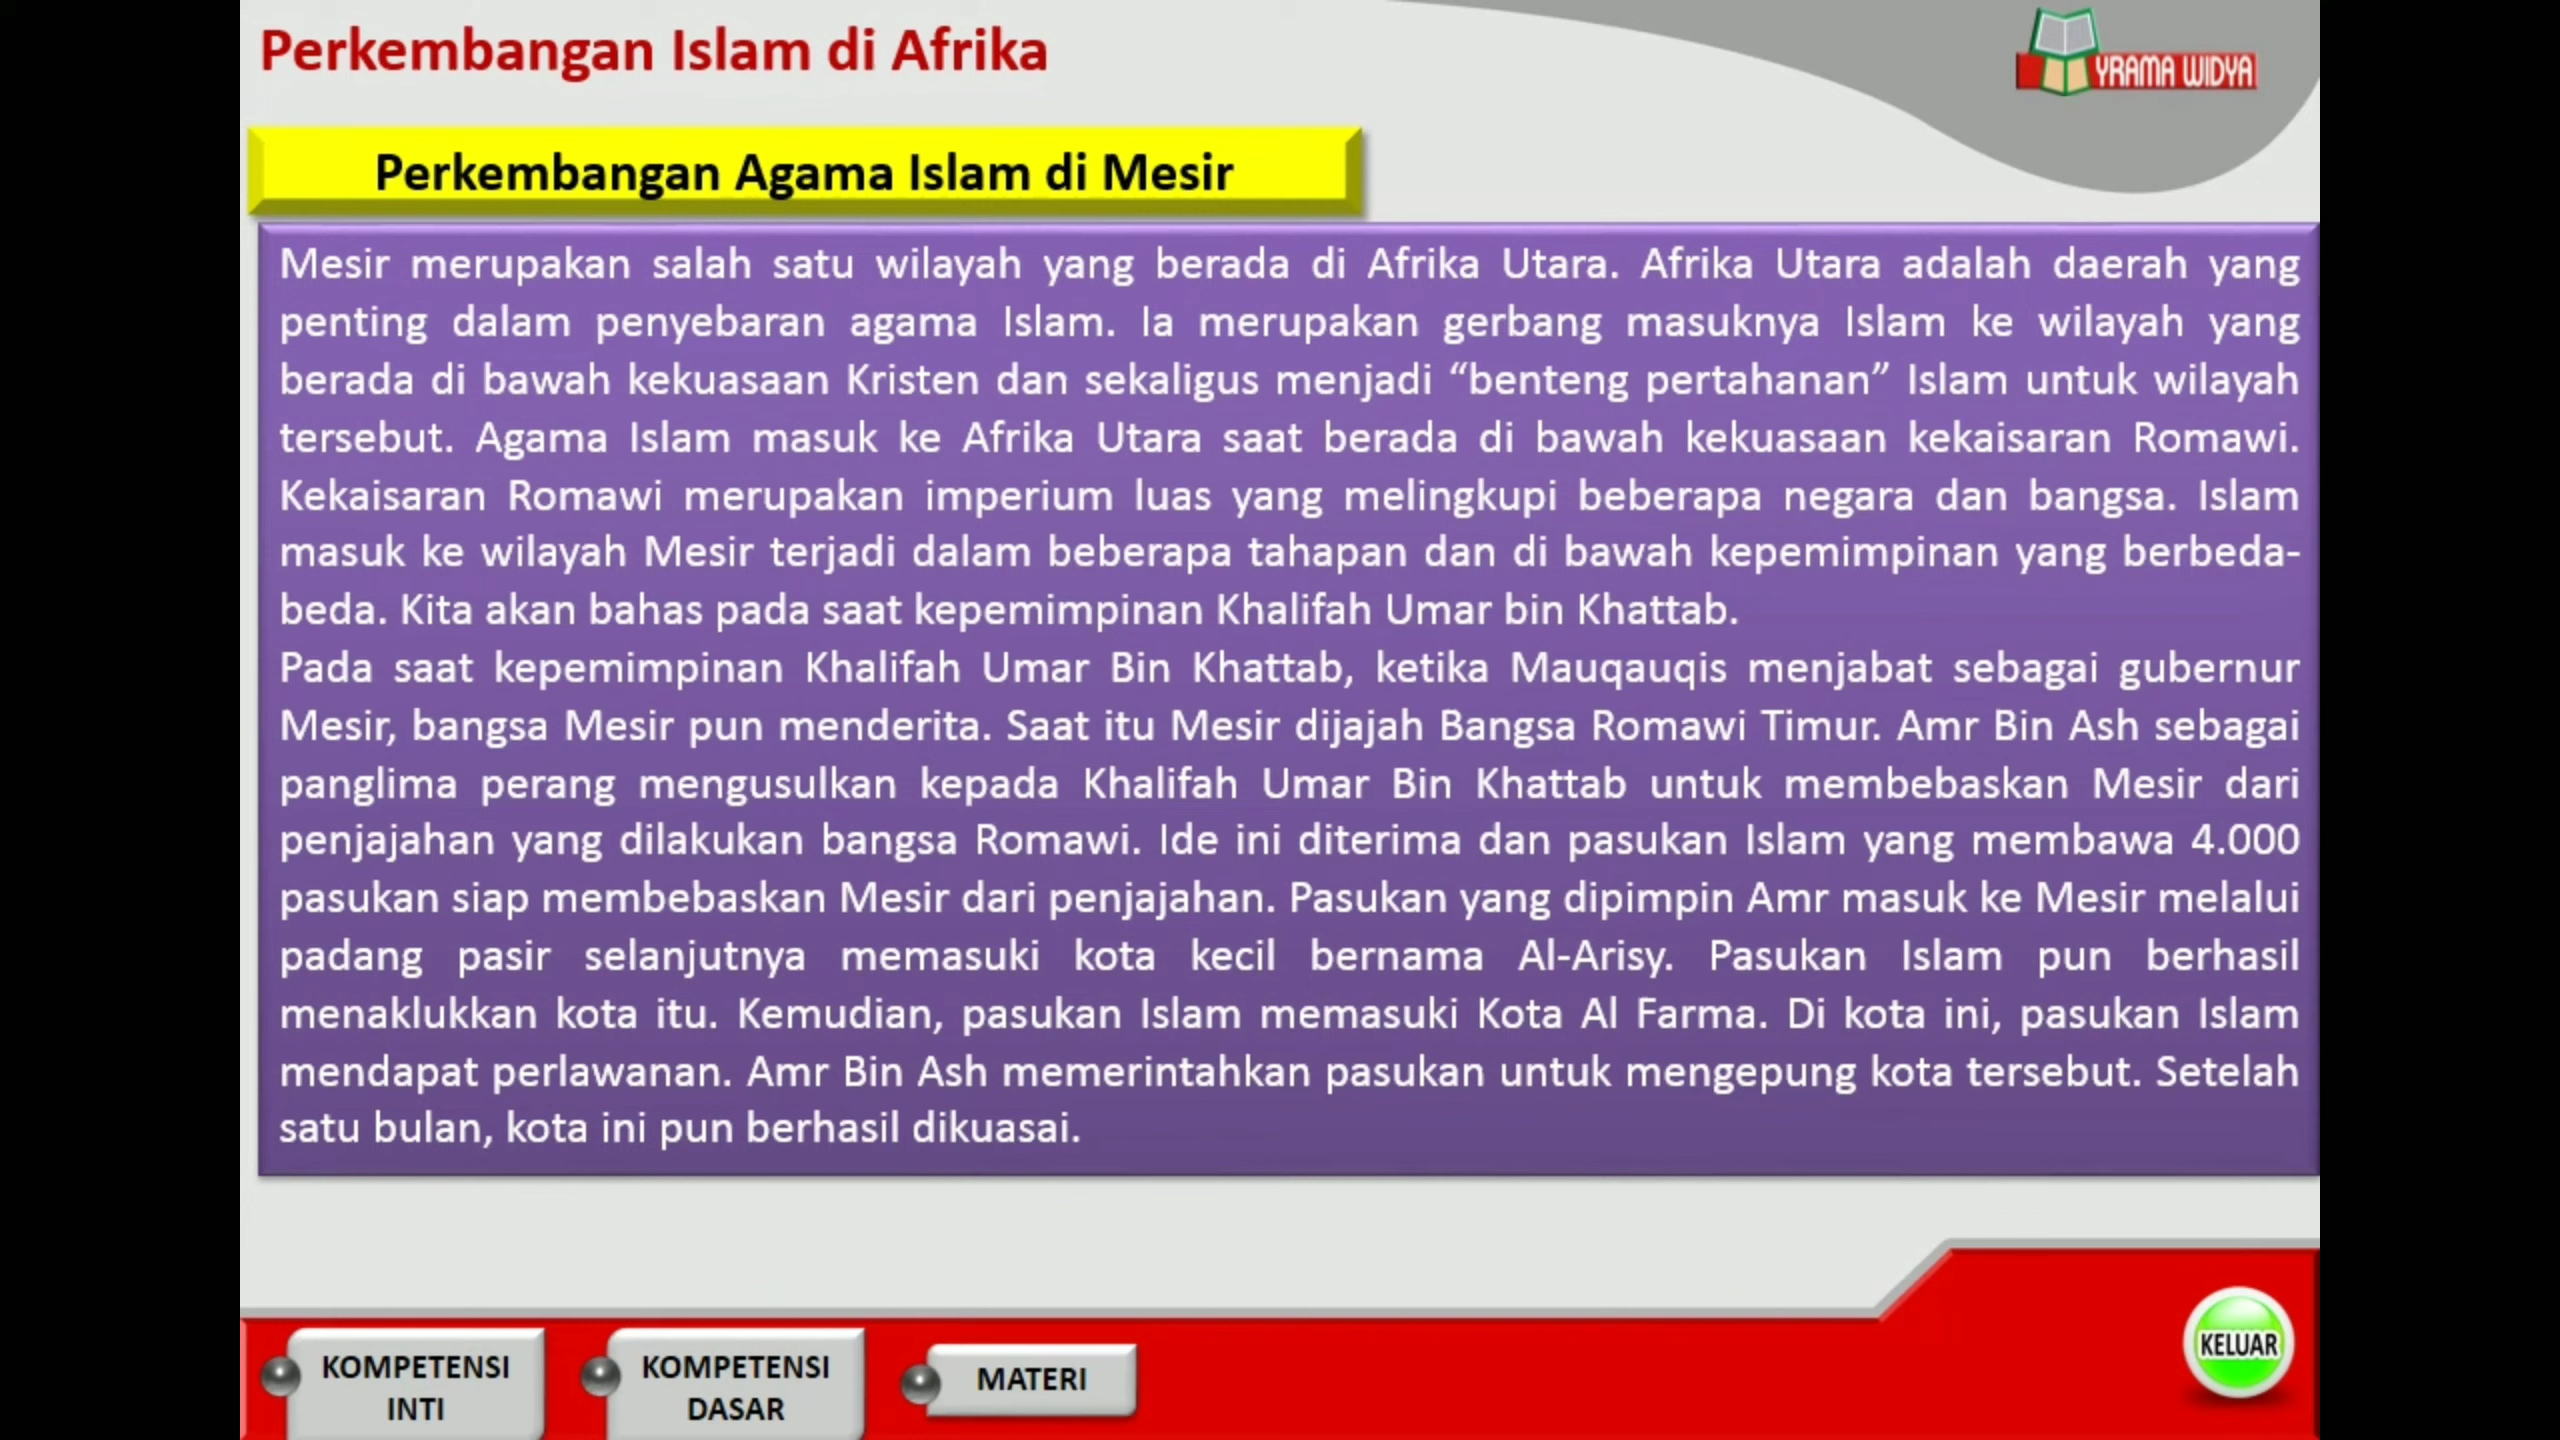 Perkembangan Islam di Afrika
YRAMA WIDYA
Perkembangan Agama Islam di Mesir
Mesir merupakan salah satu wilayah yang berada di Afrika Utara. Afrika Utara adalah daerah yang
penting dalam penyebaran agama Islam. Ia merupakan gerbang masuknya Islam ke wilayah yang
berada di bawah kekuasaan Kristen dan sekaligus menjadi “benteng pertahanan” Islam untuk wilayah
tersebut. Agama Islam masuk ke Afrika Utara saat berada di bawah kekuasaan kekaisaran Romawi.
Kekaisaran Romawi merupakan imperium luas yang melingkupi beberapa negara dan bangsa. Islam
masuk ke wilayah Mesir terjadi dalam beberapa tahapan dan di bawah kepemimpinan yang berbeda-
beda. Kita akan bahas pada saat kepemimpinan Khalifah Umar bin Khattab.
Pada saat kepemimpinan Khalifah Umar Bin Khattab, ketika Mauqauqis menjabat sebagai gubernur
Mesir, bangsa Mesir pun menderita. Saat itu Mesir dijajah Bangsa Romawi Timur. Amr Bin Ash sebagai
panglima perang mengusulkan kepada Khalifah Umar Bin Khattab untuk membebaskan Mesir dari
penjajahan yang dilakukan bangsa Romawi. Ide ini diterima dan pasukan Islam yang membawa 4.000
pasukan siap membebaskan Mesir dari penjajahan. Pasukan yang dipimpin Amr masuk ke Mesir melalui
padang pasir selanjutnya memasuki kota kecil bernama Al-Arisy. Pasukan Islam pun berhasil
menaklukkan kota itu. Kemudian, pasukan Islam memasuki Kota Al Farma. Di kota ini, pasukan Islam
mendapat perlawanan. Amr Bin Ash memerintahkan pasukan untuk mengepung kota tersebut. Setelah
satu bulan, kota ini pun berhasil dikuasai.
KOMPETENSI
INTI
KOMPETENSI
DASAR
MATERI
KELUAR